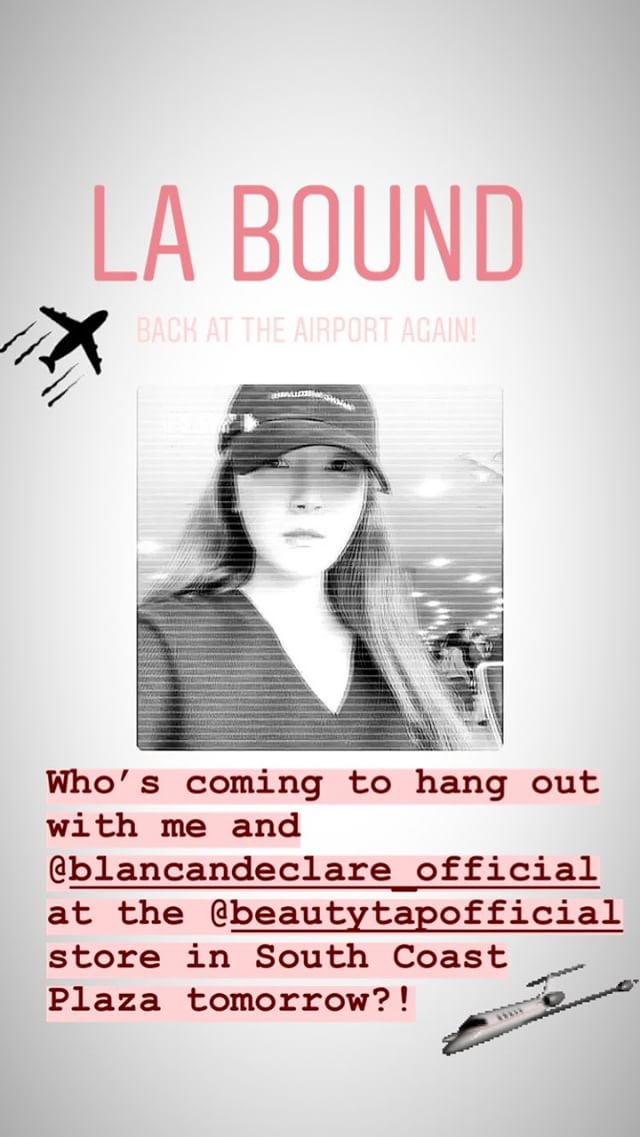 LA BOUND
BACK AT THE AIRPORT AGAIN!
Who's coming to hang out
with me and
@blancandeclare_official
at the @beautytapofficial
store in South Coast
Plaza tomorrow?!